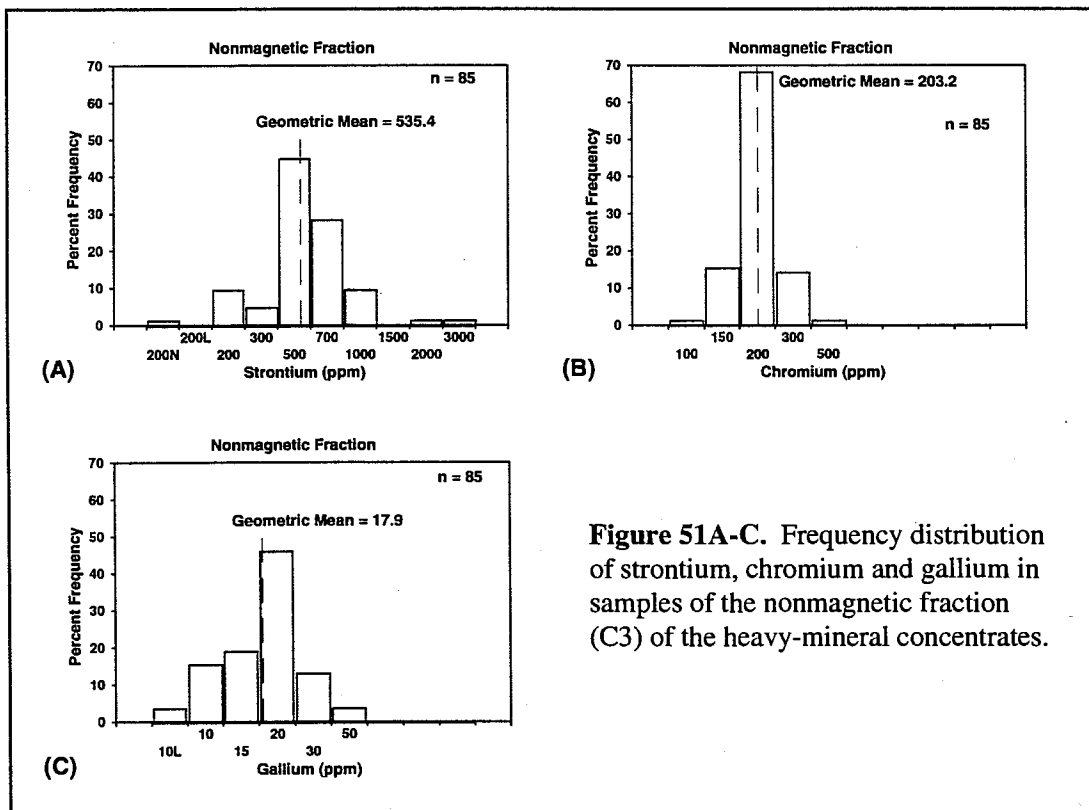 Nonmagnetic Fraction
70
60
50
40
30
20
10
0
Percent Frequency
n = 85
Geometric Mean = 535.4
200L 300 700 1500 3000
200N 200 500 1000 2000
Strontium (ppm)
(A)
Nonmagnetic Fraction
70
60
50
40
30
20
10
0
Percent Frequency
Geometric Mean = 203.2
n = 85
150 300
100 200 500
Chromium (ppm)
(B)
Nonmagnetic Fraction
70
60
50
40
30
20
10
0
Percent Frequency
n = 85
Geometric Mean = 17.9
10 20 50
10L 15 30
Gallium (ppm)
(C)
Figure 51A-C. Frequency distribution
of strontium, chromium and gallium in
samples of the nonmagnetic fraction
(C3) of the heavy-mineral concentrates.